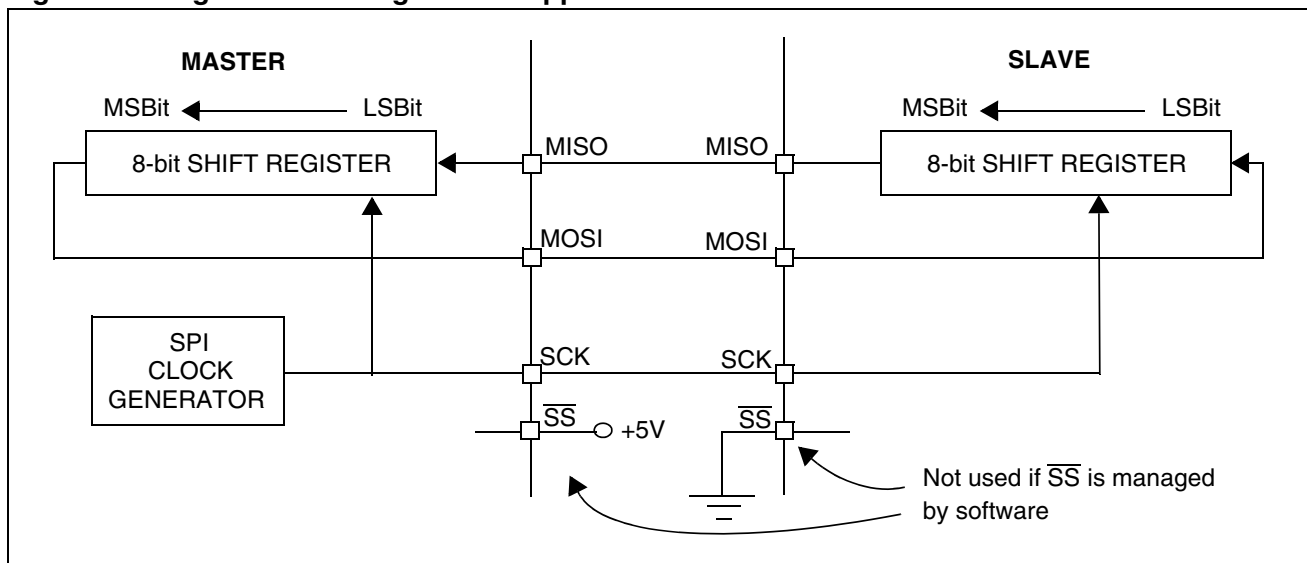 MASTER
SLAVE
MSBit
LSBit
MSBit
LSBit
8-bit SHIFT REGISTER
MISO
MISO
8-bit SHIFT REGISTER
MOSI
MOSI
SPI
CLOCK
GENERATOR
SCK
SCK
SS
+5V
SS
Not used if SS is managed
by software